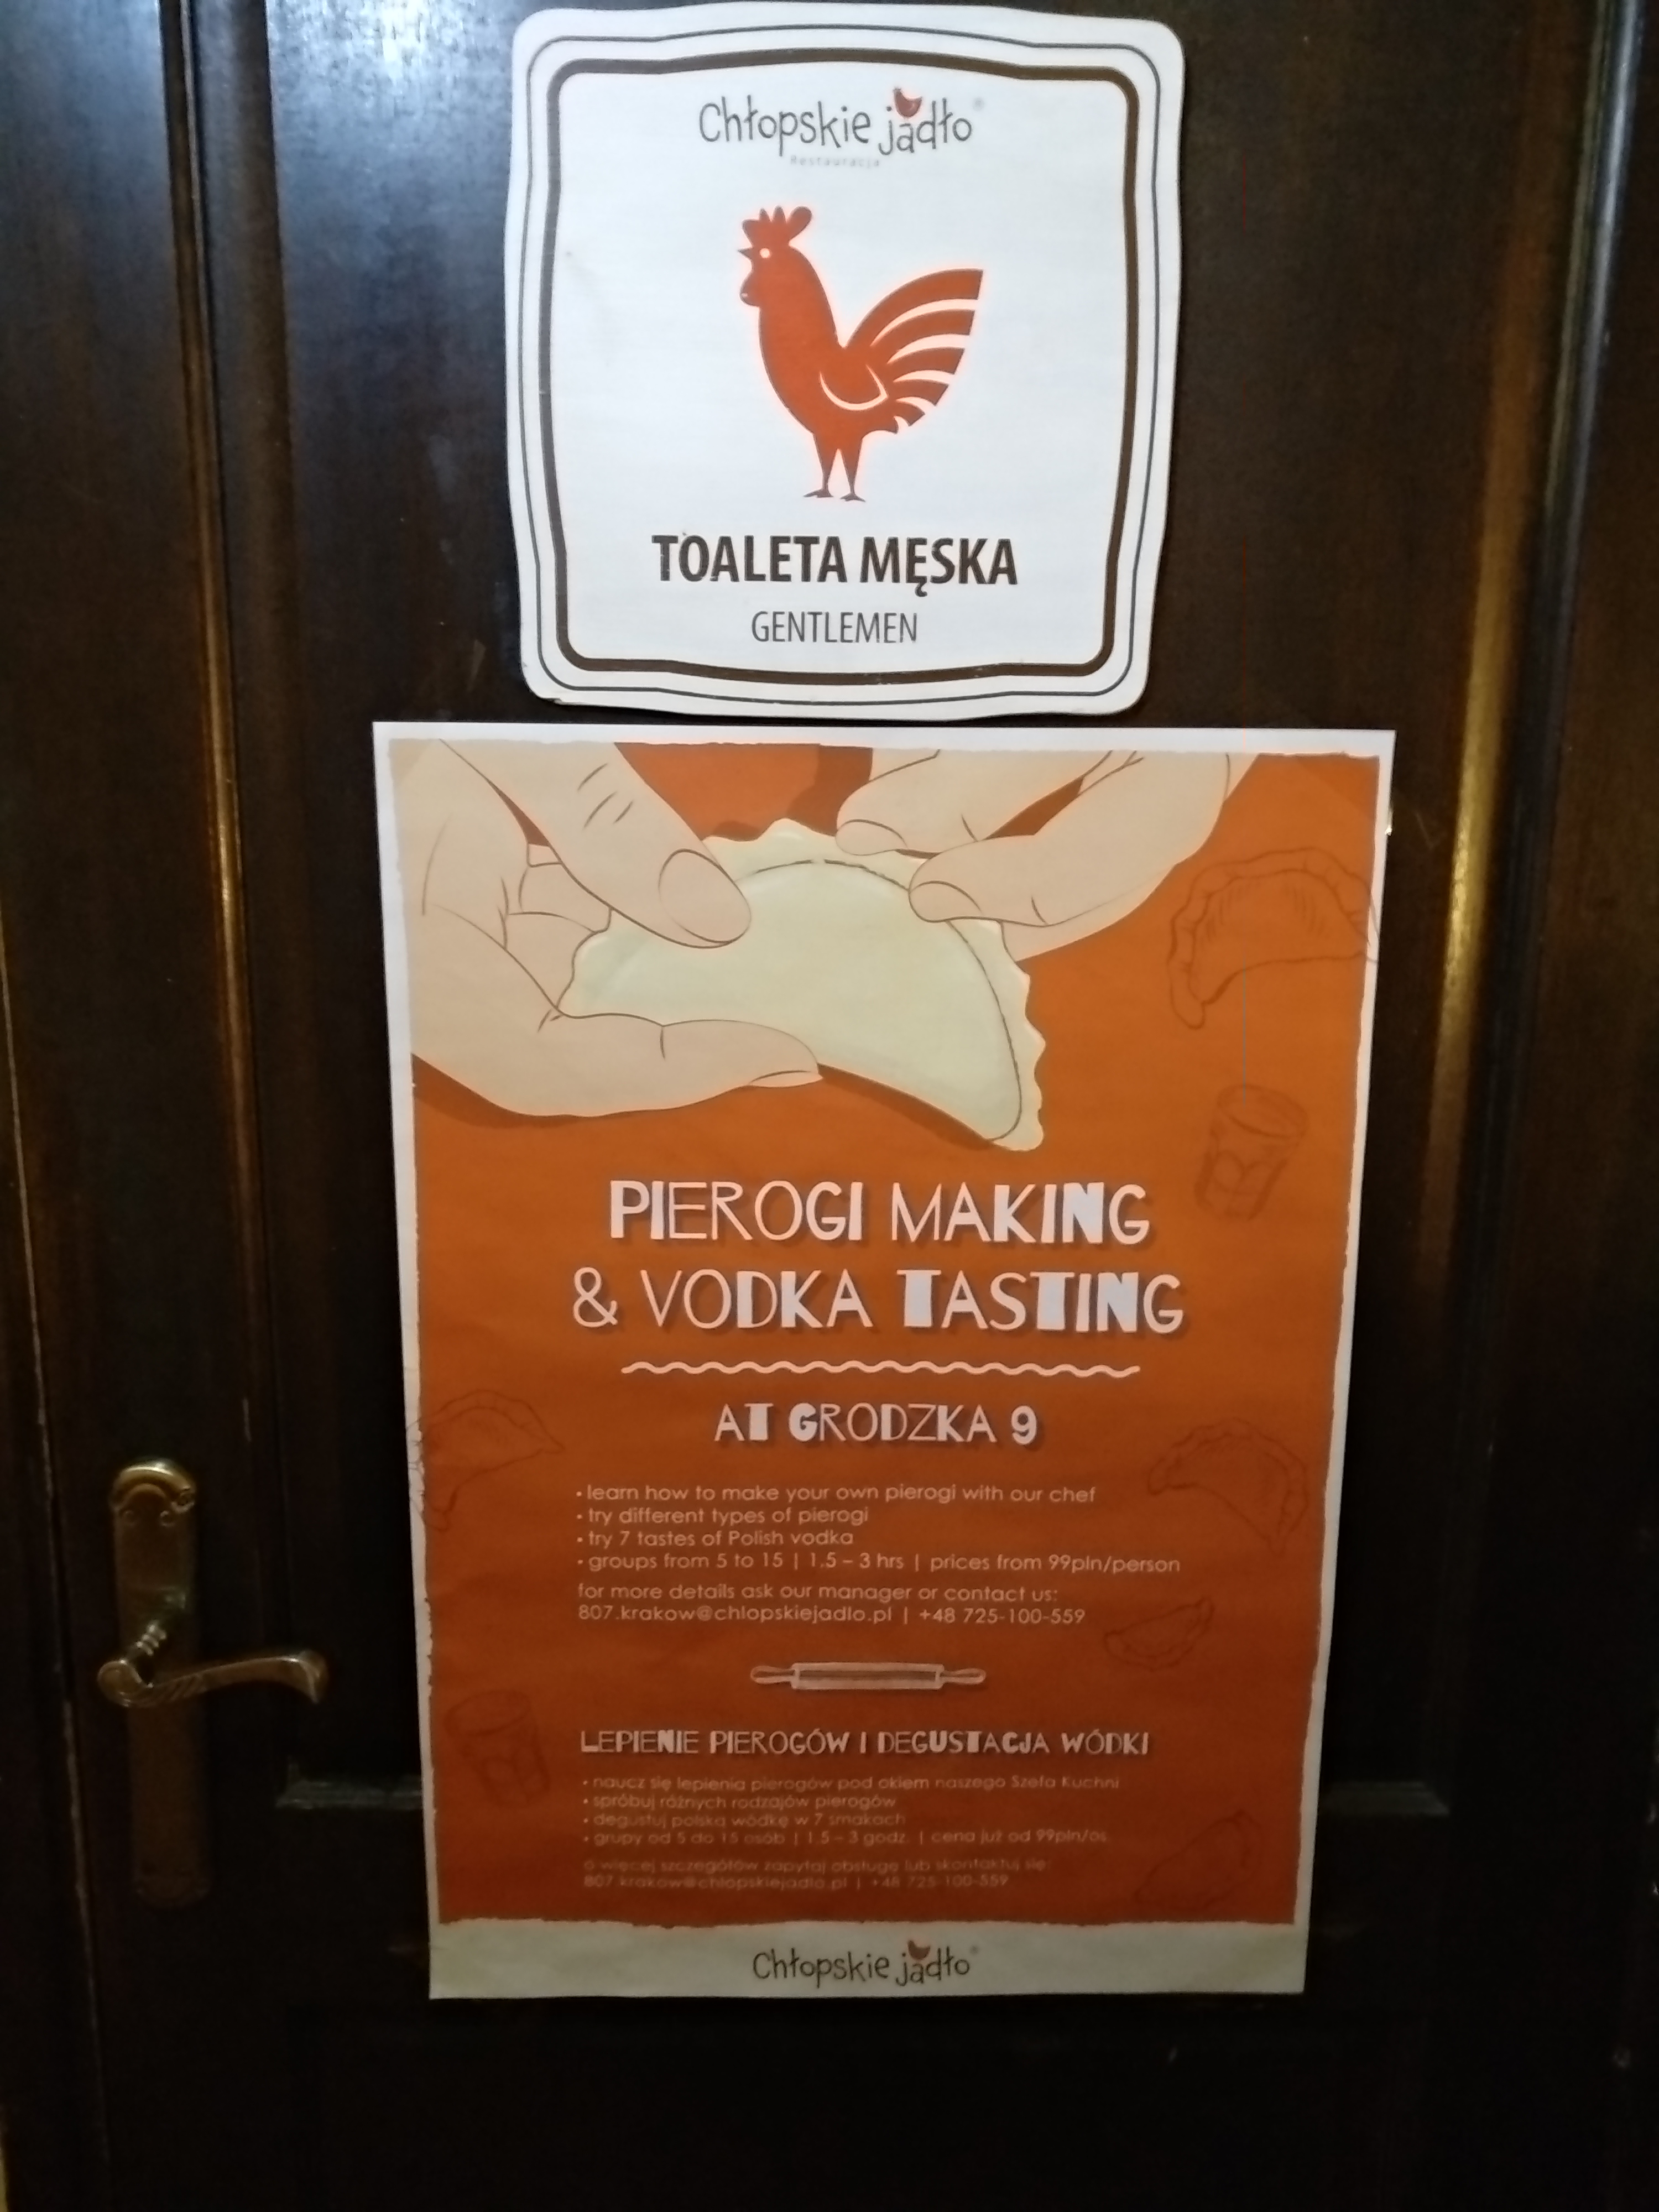 Chłopskie jadło
Restauracja
TOALETA MĘSKA
GENTLEMEN
PIEROGI MAKING
& VODKA TASTING
AT GRODZKA 9
• learn how to make your own pierogi with our chef
• try different types of pierogi
• try 7 tastes of Polish vodka
• groups from 5 to 15 | 1.5 – 3 hrs | prices from 99pln/person
for more details ask our manager or contact us:
807.krakow@chlopskiejadlo.pl | +48 725-100-559
LEPIENIE PIEROGÓW I DEGUSTACJA WÓDKI
• naucz się lepienia pierogów pod okiem naszego Szefa Kuchni
• spróbuj różnych rodzajów pierogów
• degustuj polską wódkę w 7 smakach
• grupy od 5 do 15 osób | 1.5 – 3 godz. | cena już od 99pln/os.
o więcej szczegółów zapytaj obsługę lub skontaktuj się:
807.krakow@chlopskiejadlo.pl | +48 725-100-559
Chłopskie jadło